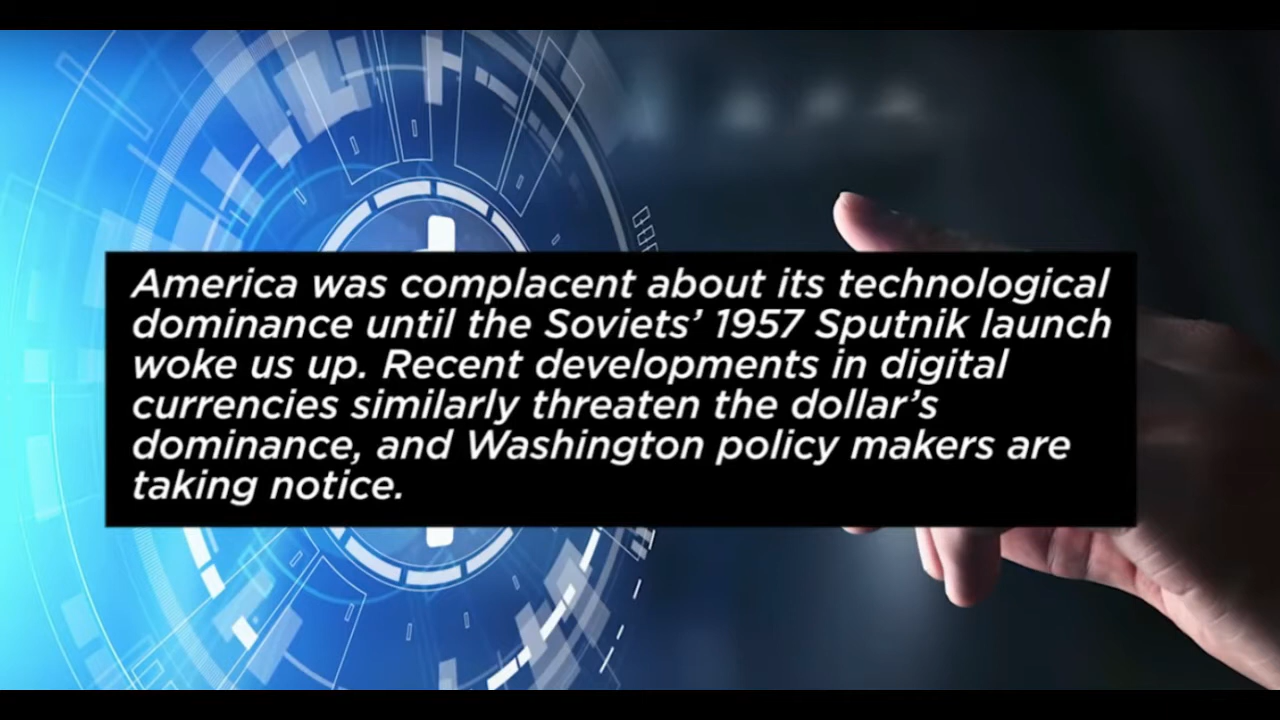 America was complacent about its technological
dominance until the Soviets’ 1957 Sputnik launch
woke us up. Recent developments in digital
currencies similarly threaten the dollar’s
dominance, and Washington policy makers are
taking notice.